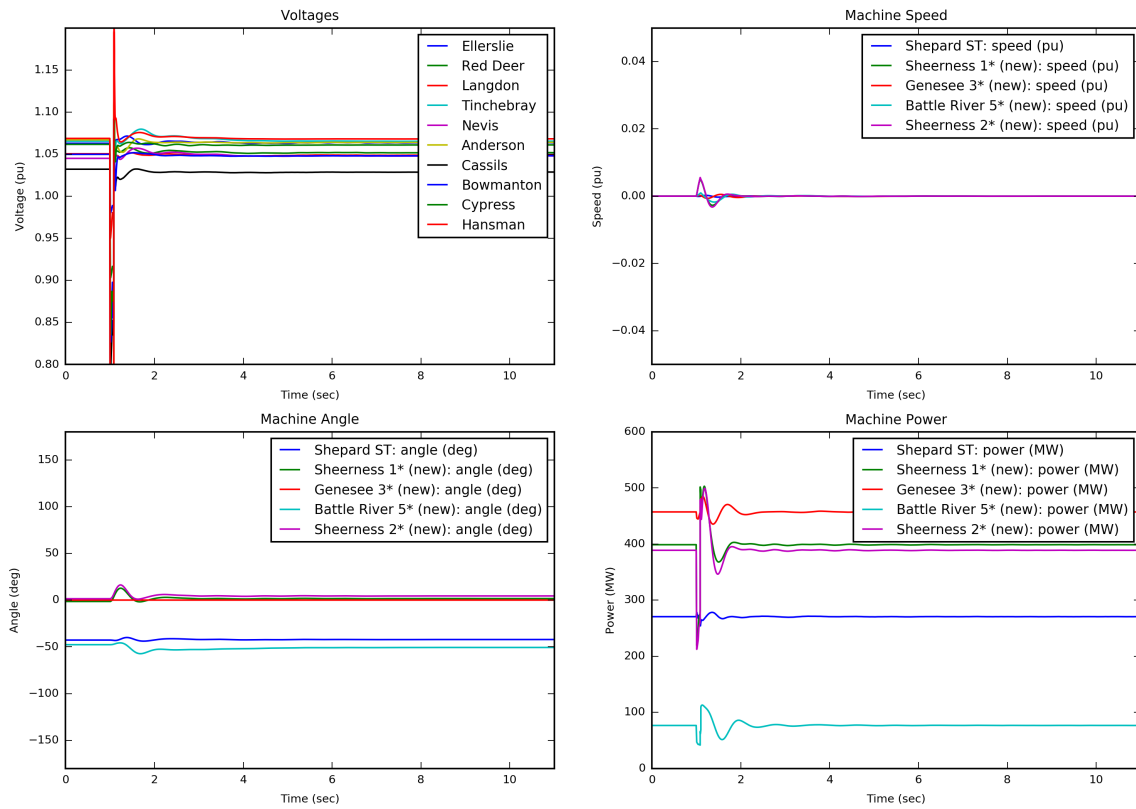 Voltages
1.15
1.10
1.05
1.00
0.95
0.90
0.85
0.80
Voltage (pu)
0 2 4 6 8 10
Time (sec)
Ellerslie
Red Deer
Langdon
Tinchebray
Nevis
Anderson
Cassils
Bowmanton
Cypress
Hansman
Machine Speed
0.04
0.02
0.00
−0.02
−0.04
Speed (pu)
0 2 4 6 8 10
Time (sec)
Shepard ST: speed (pu)
Sheerness 1* (new): speed (pu)
Genesee 3* (new): speed (pu)
Battle River 5* (new): speed (pu)
Sheerness 2* (new): speed (pu)
Machine Angle
150
100
50
0
−50
−100
−150
Angle (deg)
0 2 4 6 8 10
Time (sec)
Shepard ST: angle (deg)
Sheerness 1* (new): angle (deg)
Genesee 3* (new): angle (deg)
Battle River 5* (new): angle (deg)
Sheerness 2* (new): angle (deg)
Machine Power
600
500
400
300
200
100
0
Power (MW)
0 2 4 6 8 10
Time (sec)
Shepard ST: power (MW)
Sheerness 1* (new): power (MW)
Genesee 3* (new): power (MW)
Battle River 5* (new): power (MW)
Sheerness 2* (new): power (MW)